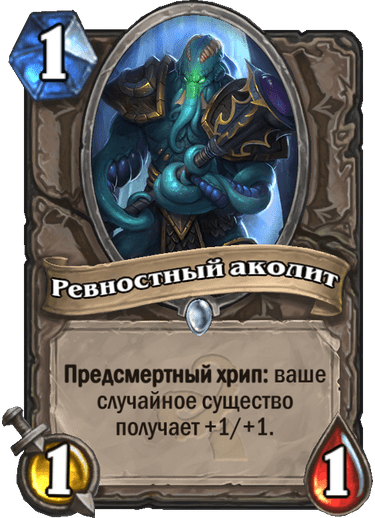 1
Ревностный аколит
Предсмертный хрип: ваше
случайное существо
получает +1/+1.
1
1